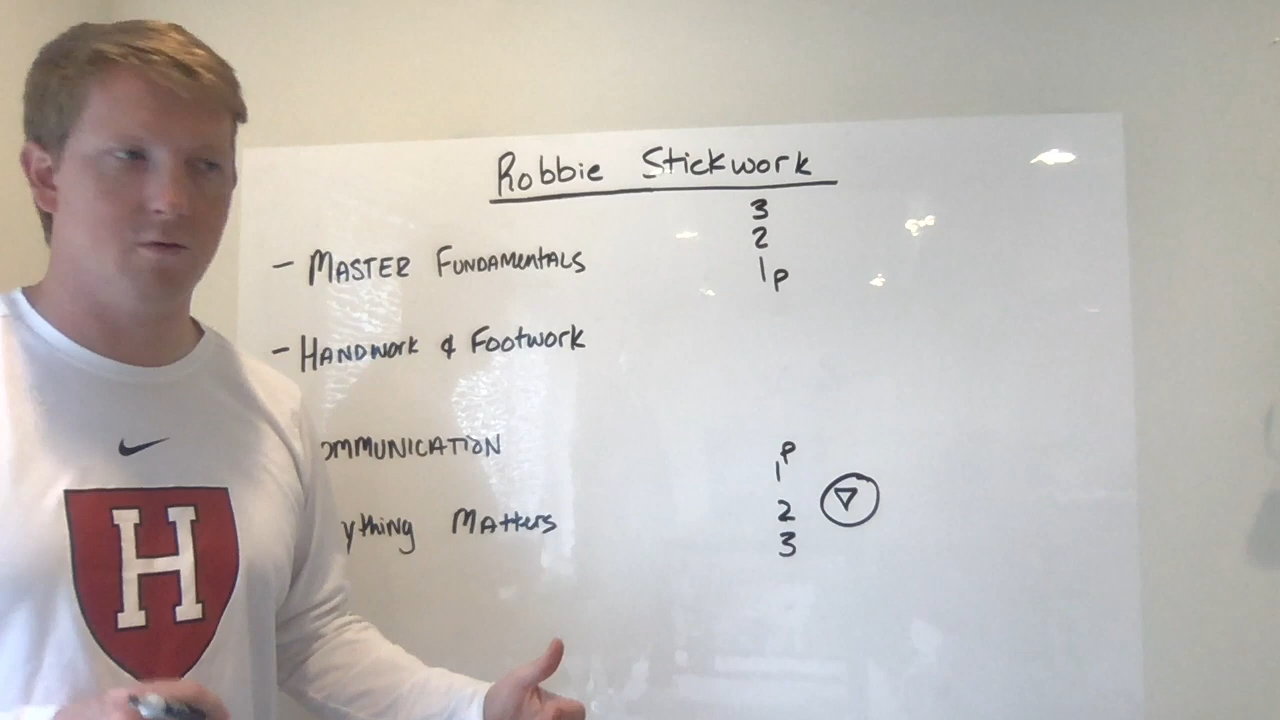 Robbie Stickwork
3
2
1 P
- MASTER FUNDAMENTALS
- HANDWORK & FOOTWORK
OMMUNICATION
ything Matters
P
1
2
3
H